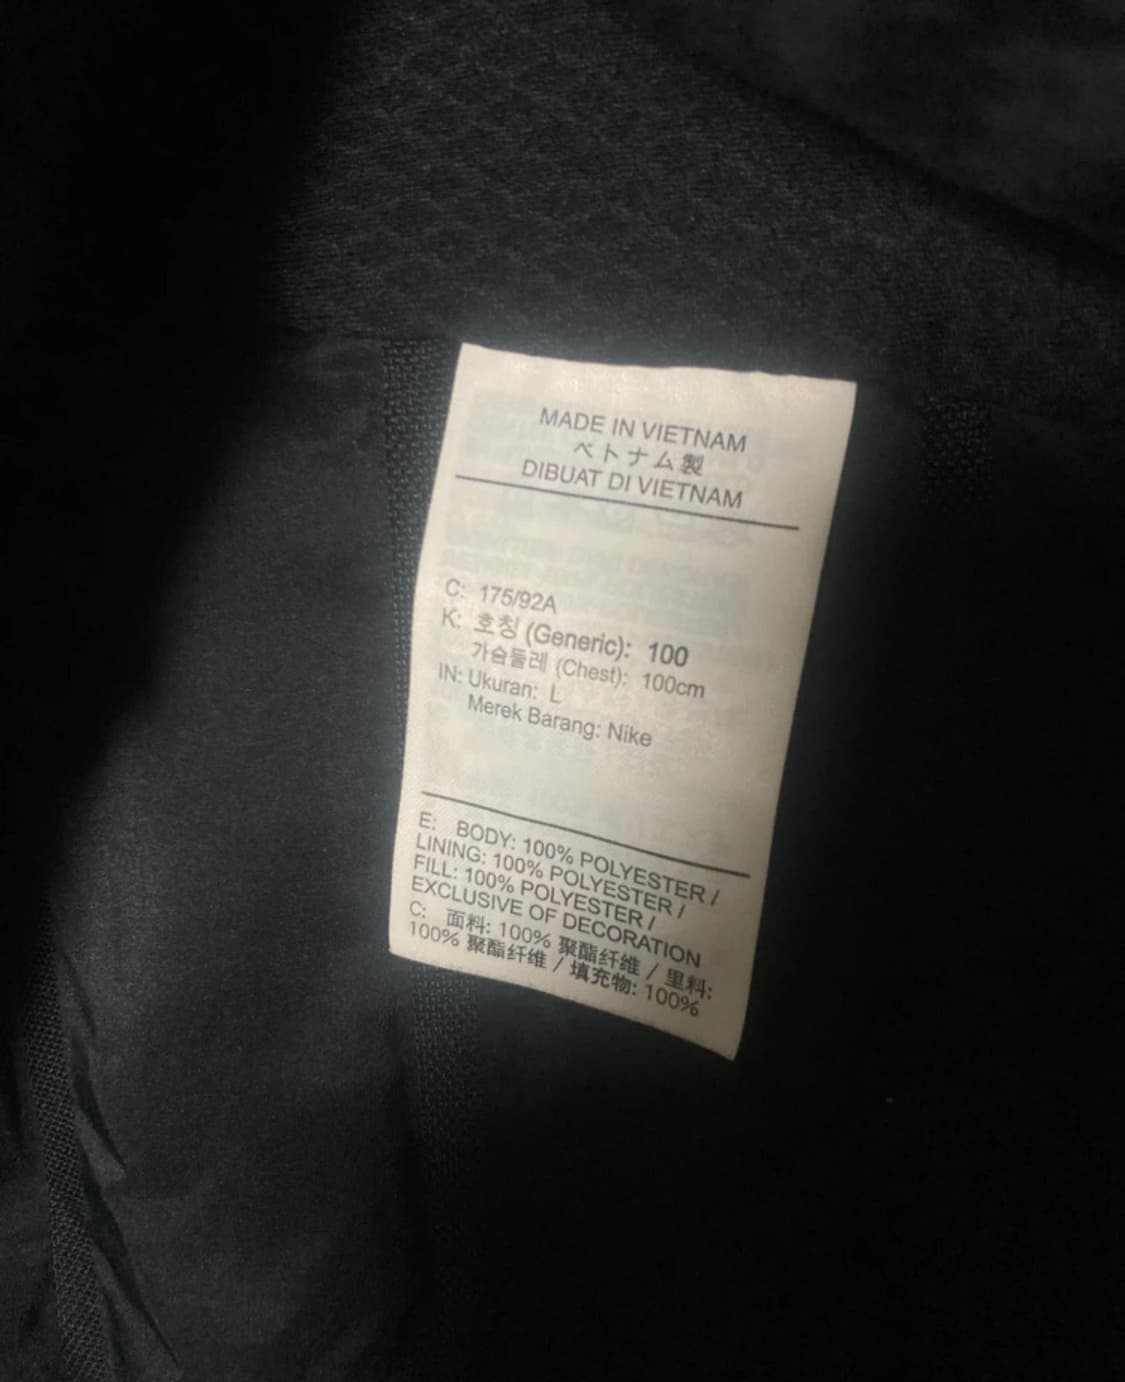 MADE IN VIETNAM
ベトナム製
DIBUAT DI VIETNAM
C: 175/92A
K: 호칭 (Generic): 100
가슴둘레 (Chest): 100cm
IN: Ukuran: L
Merek Barang: Nike
E: BODY: 100% POLYESTER /
LINING: 100% POLYESTER /
FILL: 100% POLYESTER /
EXCLUSIVE OF DECORATION
C: 面料: 100% 聚酯纤维 / 里料:
100% 聚酯纤维 / 填充物: 100%